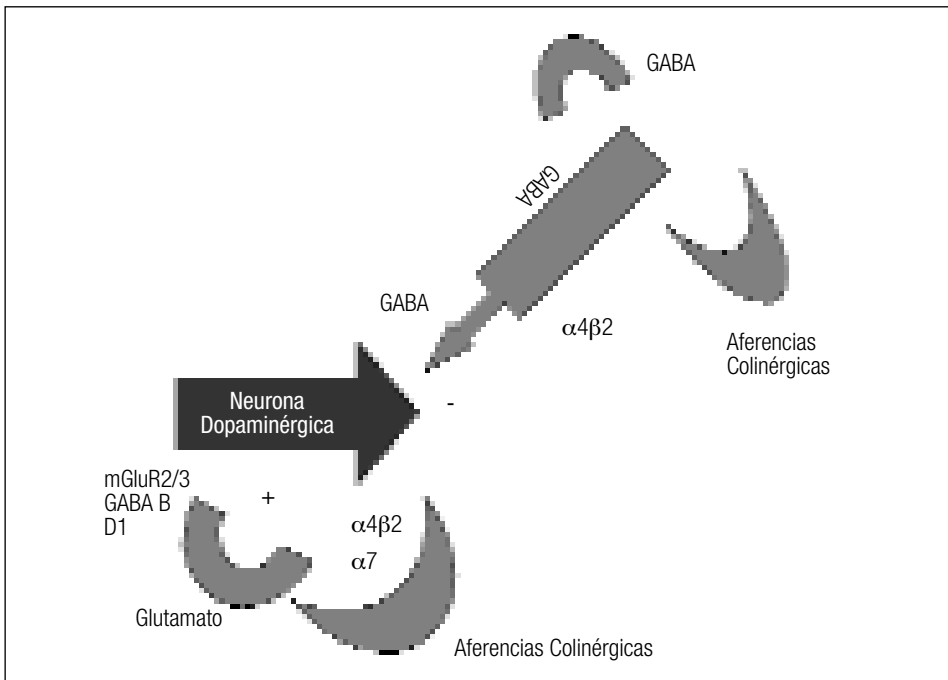 GABA
GABA
GABA
α4β2
Aferencias
Colinérgicas
Neurona
Dopaminérgica
-
mGluR2/3
GABA B
D1
+
α4β2
α7
Glutamato
Aferencias Colinérgicas